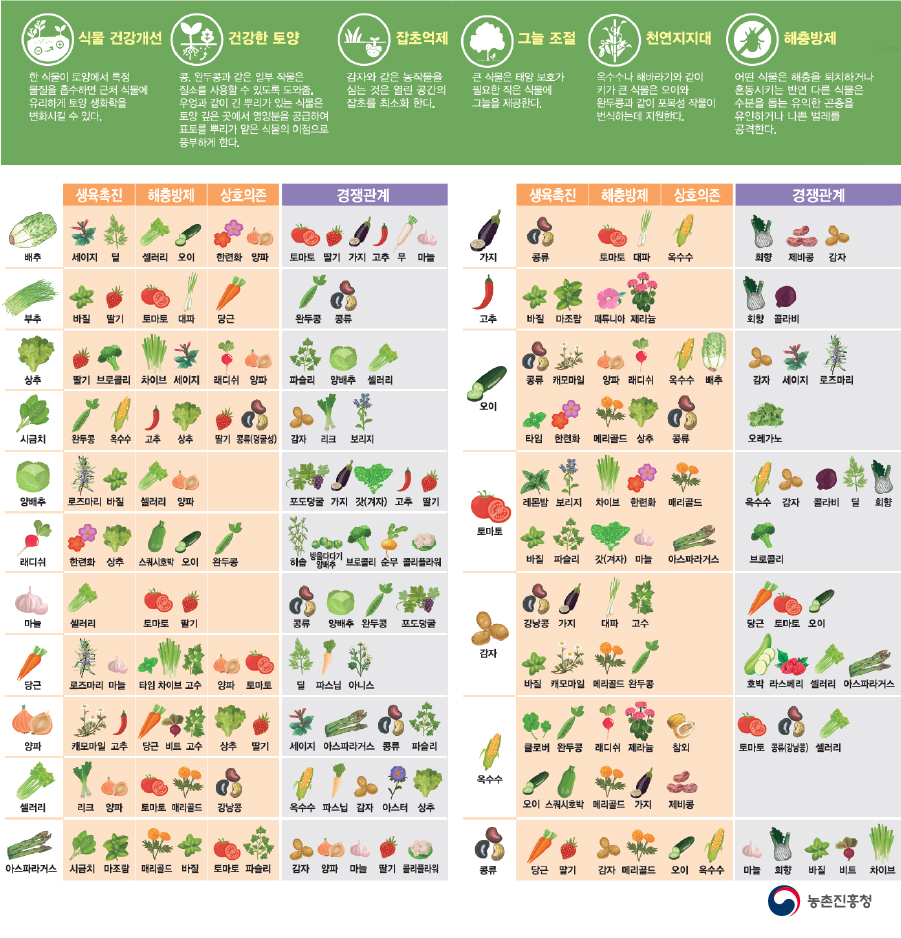 식물 건강개선
한 식물이 토양에서 특정
물질을 흡수하면 근처 식물에
유리하게 토양 생화학을
변화시킬 수 있다.
건강한 토양
콩, 완두콩과 같은 일부 작물은
질소를 사용할 수 있도록 도와줌.
우엉과 같이 긴 뿌리가 있는 식물은
토양 깊은 곳에서 영양분을 공급하여
표토를 뿌리가 얕은 식물의 이점으로
풍부하게 한다.
잡초억제
감자와 같은 농작물을
심는 것은 열린 공간의
잡초를 최소화 한다.
그늘 조절
큰 식물은 태양 보호가
필요한 작은 식물에
그늘을 제공한다.
천연지지대
옥수수나 해바라기와 같이
키가 큰 식물은 오이와
완두콩과 같이 포복성 작물이
번식하는데 지원한다.
해충방제
어떤 식물은 해충을 퇴치하거나
혼동시키는 반면 다른 식물은
수분을 돕는 유익한 곤충을
유인하거나 나쁜 벌레를
공격한다.
생육촉진 해충방제 상호의존 경쟁관계
배추 세이지 딜 셀러리 오이 한련화 양파 토마토 딸기 가지 고추 무 마늘
부추 바질 딸기 토마토 대파 당근 완두콩 콩류
상추 딸기 브로콜리 차이브 세이지 래디쉬 양파 파슬리 양배추 셀러리
시금치 완두콩 옥수수 고추 상추 딸기 콩류(덩굴성) 감자 리크 보리지
양배추 로즈마리 바질 셀러리 양파 포도덩굴 가지 갓(겨자) 고추 딸기
래디쉬 한련화 상추 스쿼시호박 오이 완두콩 히솝 방울다다기양배추 브로콜리 순무 콜리플라워
마늘 셀러리 토마토 딸기 콩류 양배추 완두콩 포도덩굴
당근 로즈마리 마늘 타임 차이브 고수 양파 토마토 딜 파스닙 아니스
양파 캐모마일 고추 당근 비트 고수 상추 딸기 세이지 아스파라거스 콩류 파슬리
셀러리 리크 양파 토마토 매리골드 강낭콩 옥수수 파스닙 감자 아스터 상추
아스파라거스 시금치 마조람 매리골드 바질 토마토 파슬리 감자 양파 마늘 딸기 콜리플라워
생육촉진 해충방제 상호의존 경쟁관계
가지 콩류 토마토 대파 옥수수 회향 제비콩 감자
고추 바질 마조람 패튜니아 제라늄 회향 콜라비
오이 콩류 캐모마일 양파 래디쉬 옥수수 배추 감자 세이지 로즈마리
타임 한련화 메리골드 상추 콩류 오레가노
토마토 레몬밤 보리지 차이브 한련화 매리골드 옥수수 감자 콜라비 딜 회향
바질 파슬리 갓(겨자) 마늘 아스파라거스 브로콜리
감자 강낭콩 가지 대파 고수 당근 토마토 오이
바질 캐모마일 메리골드 완두콩 호박 라스베리 셀러리 아스파라거스
옥수수 클로버 완두콩 래디쉬 제라늄 참외 토마토 콩류(강낭콩) 셀러리
오이 스쿼시호박 메리골드 가지 제비콩
콩류 당근 딸기 감자 메리골드 오이 옥수수 마늘 회향 바질 비트 차이브
농촌진흥청